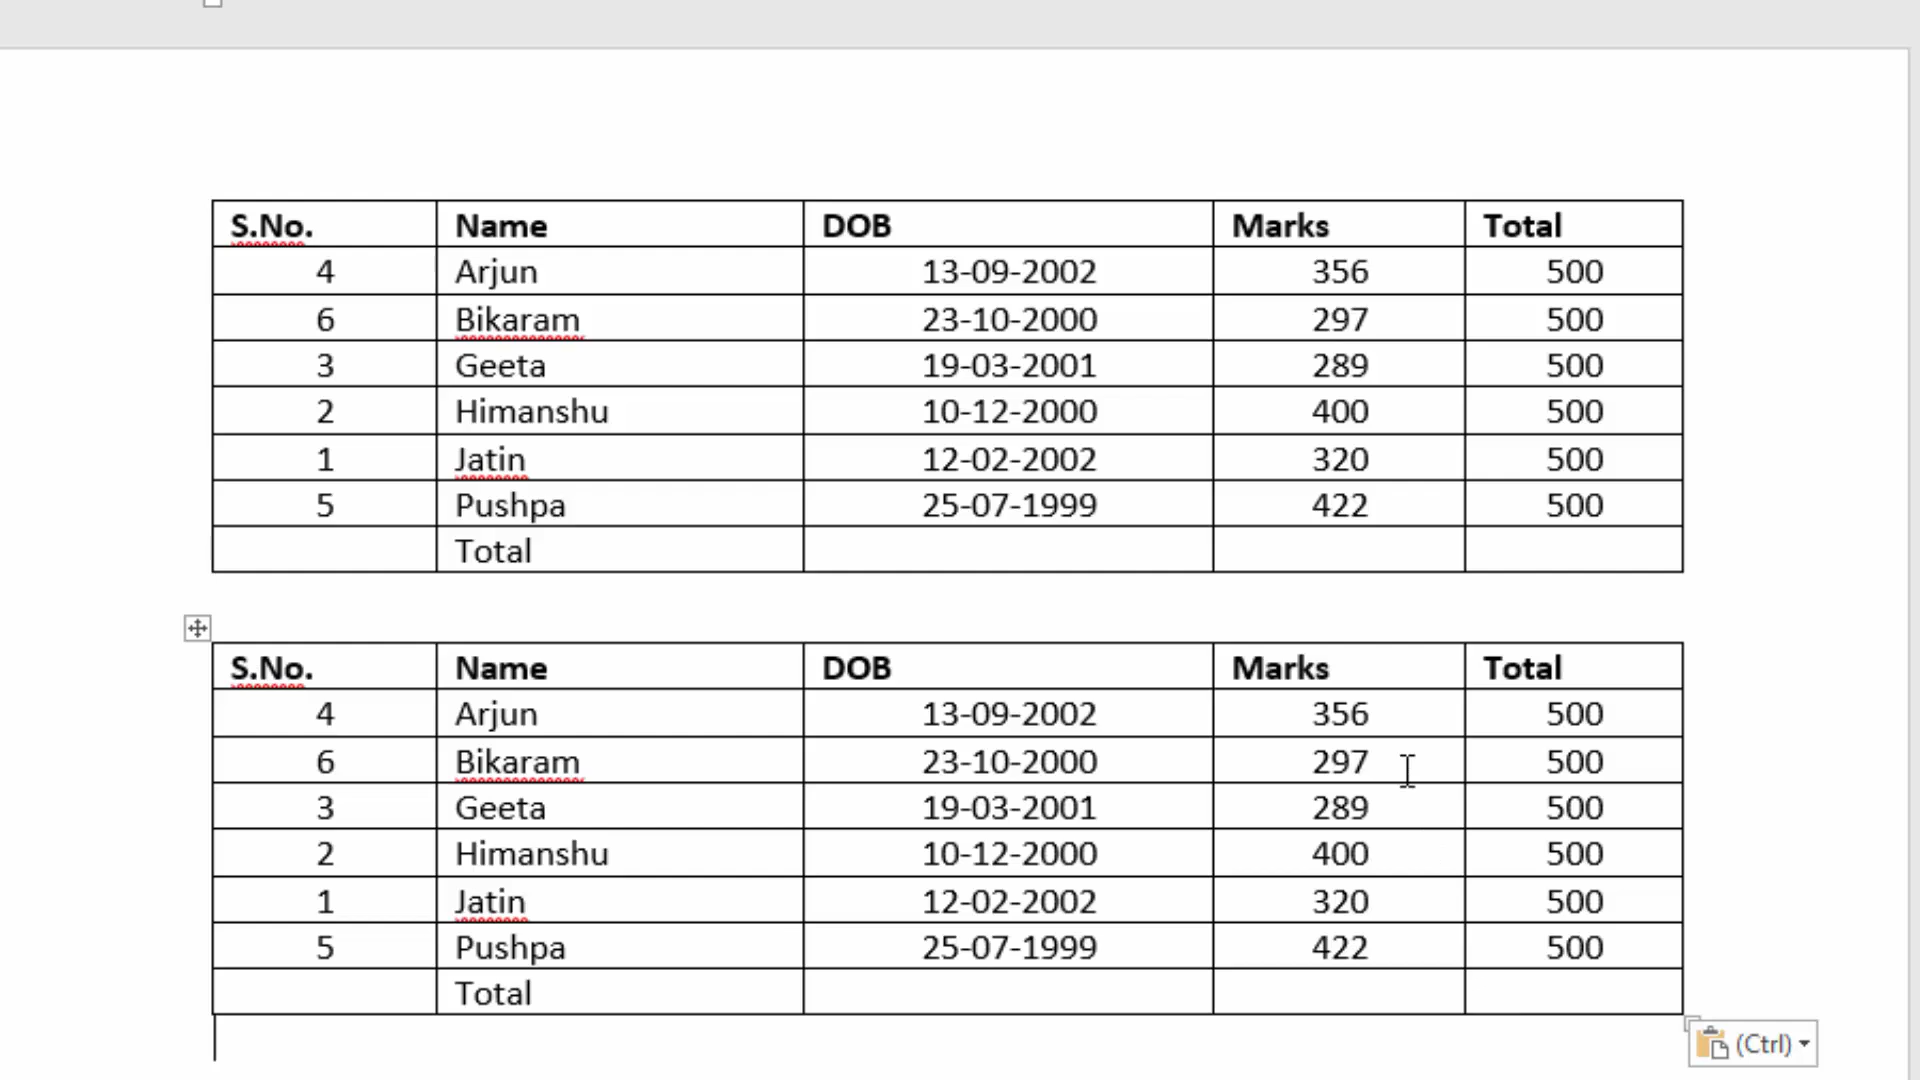 S.No. Name DOB Marks Total
4 Arjun 13-09-2002 356 500
6 Bikaram 23-10-2000 297 500
3 Geeta 19-03-2001 289 500
2 Himanshu 10-12-2000 400 500
1 Jatin 12-02-2002 320 500
5 Pushpa 25-07-1999 422 500
Total
S.No. Name DOB Marks Total
4 Arjun 13-09-2002 356 500
6 Bikaram 23-10-2000 297 500
3 Geeta 19-03-2001 289 500
2 Himanshu 10-12-2000 400 500
1 Jatin 12-02-2002 320 500
5 Pushpa 25-07-1999 422 500
Total
(Ctrl)